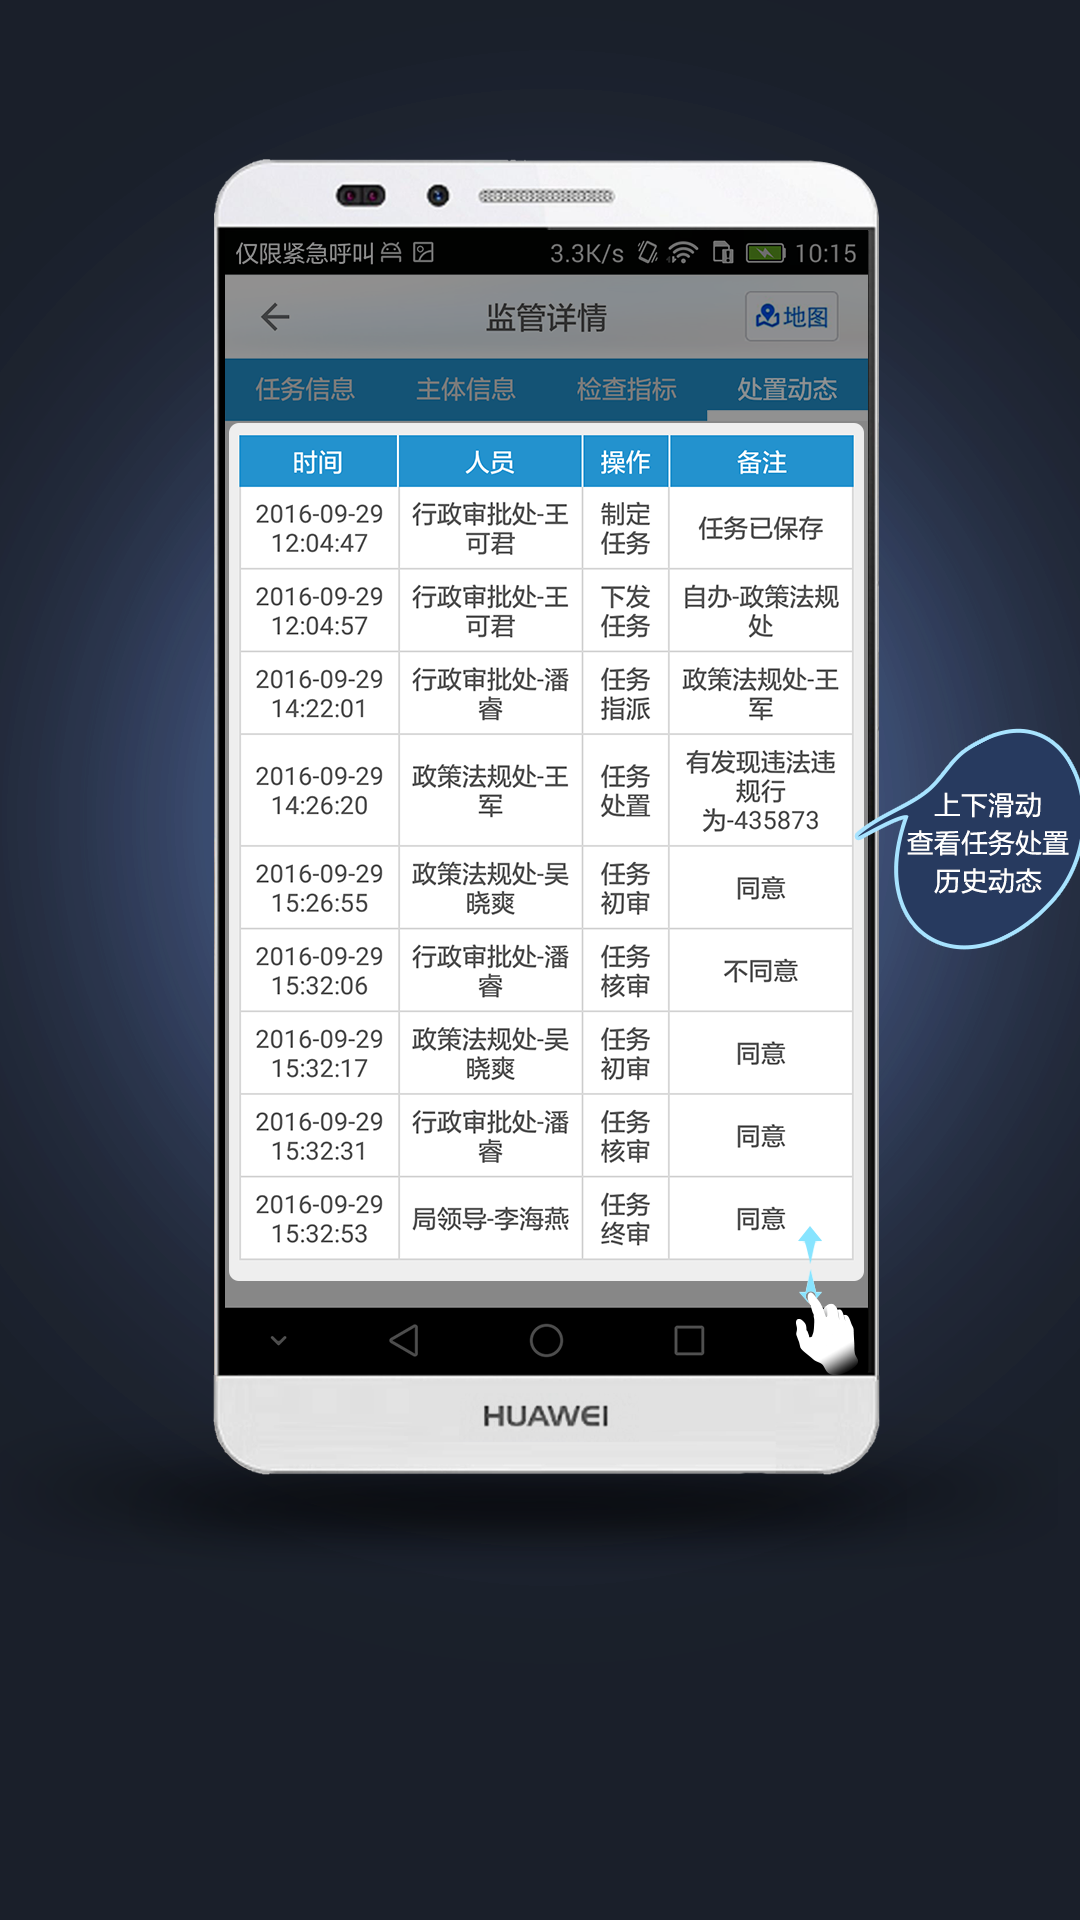 仅限紧急呼叫 3.3K/s 10:15
监管详情 地图
任务信息 主体信息 检查指标 处置动态
时间 人员 操作 备注
2016-09-29 12:04:47 行政审批处-王可君 制定任务 任务已保存
2016-09-29 12:04:57 行政审批处-王可君 下发任务 自办-政策法规处
2016-09-29 14:22:01 行政审批处-潘睿 任务指派 政策法规处-王军
2016-09-29 14:26:20 政策法规处-王军 任务处置 有发现违法违规行为-435873
2016-09-29 15:26:55 政策法规处-吴晓爽 任务初审 同意
2016-09-29 15:32:06 行政审批处-潘睿 任务核审 不同意
2016-09-29 15:32:17 政策法规处-吴晓爽 任务初审 同意
2016-09-29 15:32:31 行政审批处-潘睿 任务核审 同意
2016-09-29 15:32:53 局领导-李海燕 任务终审 同意
上下滑动
查看任务处置
历史动态
HUAWEI